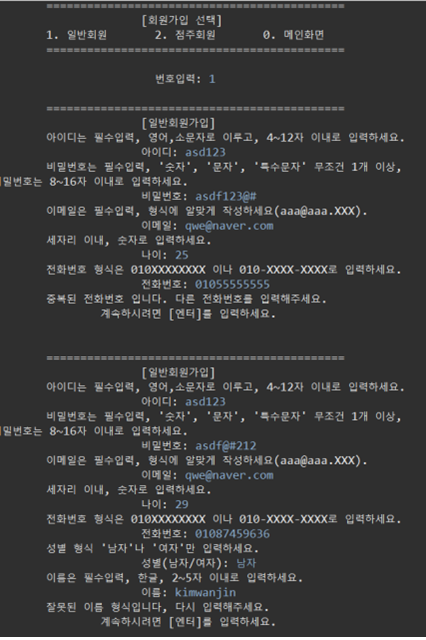 ==========================================
[회원가입 선택]
1. 일반회원 2. 점주회원 0. 메인화면
==========================================
번호입력: 1
==========================================
[일반회원가입]
아이디는 필수입력, 영어,소문자로 이루고, 4~12자 이내로 입력하세요.
아이디: asd123
비밀번호는 필수입력, '숫자', '문자', '특수문자' 무조건 1개 이상,
비밀번호는 8~16자 이내로 입력하세요.
비밀번호: asdf123@#
이메일은 필수입력, 형식에 알맞게 작성하세요(aaa@aaa.XXX).
이메일: qwe@naver.com
세자리 이내, 숫자로 입력하세요.
나이: 25
전화번호 형식은 010XXXXXXXX 이나 010-XXXX-XXXX로 입력하세요.
전화번호: 01055555555
중복된 전화번호 입니다. 다른 전화번호를 입력해주세요.
계속하시려면 [엔터]를 입력하세요.
==========================================
[일반회원가입]
아이디는 필수입력, 영어,소문자로 이루고, 4~12자 이내로 입력하세요.
아이디: asd123
비밀번호는 필수입력, '숫자', '문자', '특수문자' 무조건 1개 이상,
비밀번호는 8~16자 이내로 입력하세요.
비밀번호: asdf@#212
이메일은 필수입력, 형식에 알맞게 작성하세요(aaa@aaa.XXX).
이메일: qwe@naver.com
세자리 이내, 숫자로 입력하세요.
나이: 29
전화번호 형식은 010XXXXXXXX 이나 010-XXXX-XXXX로 입력하세요.
전화번호: 01087459636
성별 형식 '남자'나 '여자'만 입력하세요.
성별(남자/여자): 남자
이름은 필수입력, 한글, 2~5자 이내로 입력하세요.
이름: kimwanjin
잘못된 이름 형식입니다, 다시 입력해주세요.
계속하시려면 [엔터]를 입력하세요.